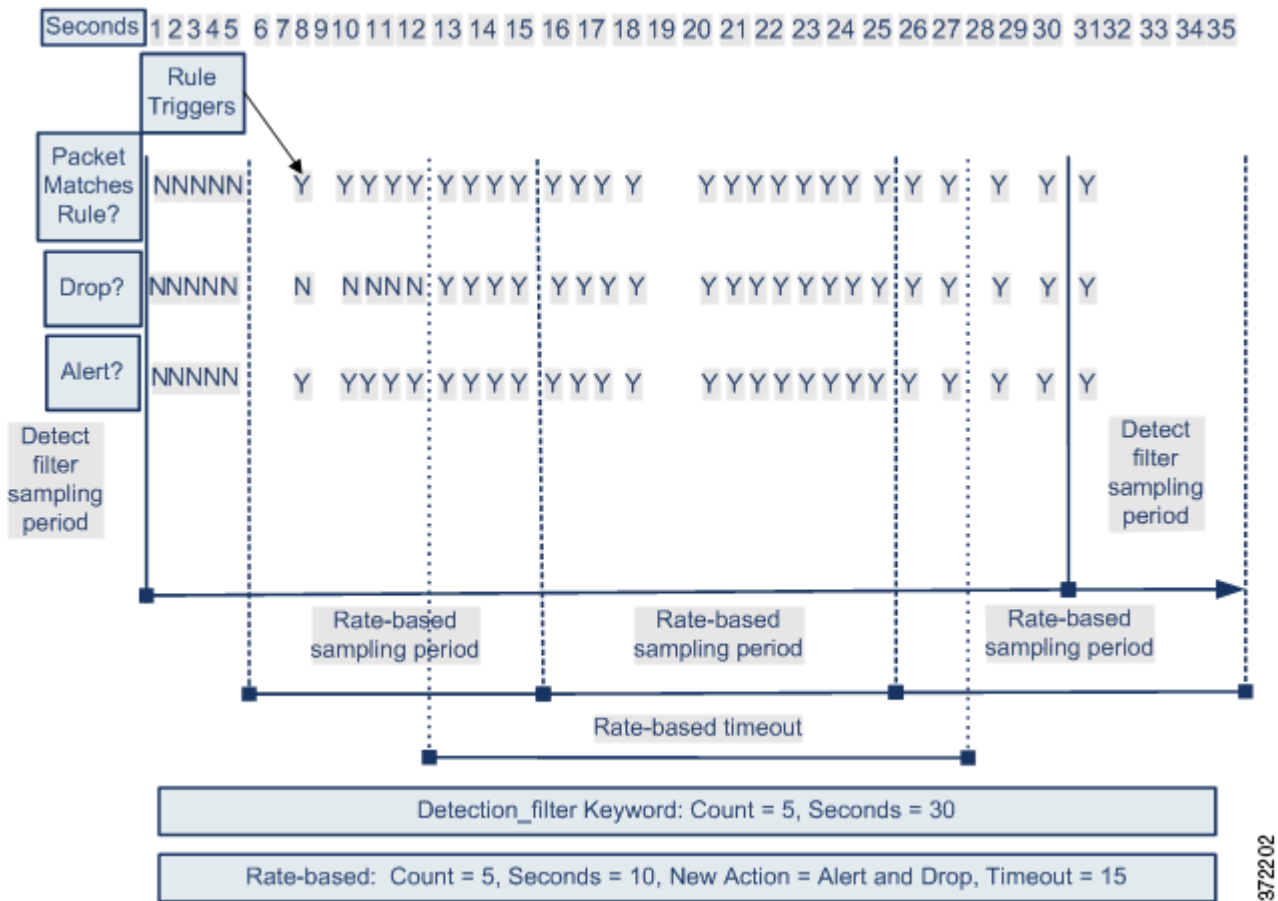 Seconds 1 2 3 4 5 6 7 8 9 10 11 12 13 14 15 16 17 18 19 20 21 22 23 24 25 26 27 28 29 30 31 32 33 34 35
Rule
Triggers
Packet
Matches
Rule?
N N N N N Y Y Y Y Y Y Y Y Y Y Y Y Y Y Y Y Y Y Y Y Y Y Y Y Y
Drop?
N N N N N N N N N N Y Y Y Y Y Y Y Y Y Y Y Y Y Y Y Y Y Y Y Y
Alert?
N N N N N Y Y Y Y Y Y Y Y Y Y Y Y Y Y Y Y Y Y Y Y Y Y Y Y Y
Detect
filter
sampling
period
Detect
filter
sampling
period
Rate-based
sampling period
Rate-based
sampling period
Rate-based
sampling period
Rate-based timeout
Detection_filter Keyword: Count = 5, Seconds = 30
Rate-based: Count = 5, Seconds = 10, New Action = Alert and Drop, Timeout = 15
372202